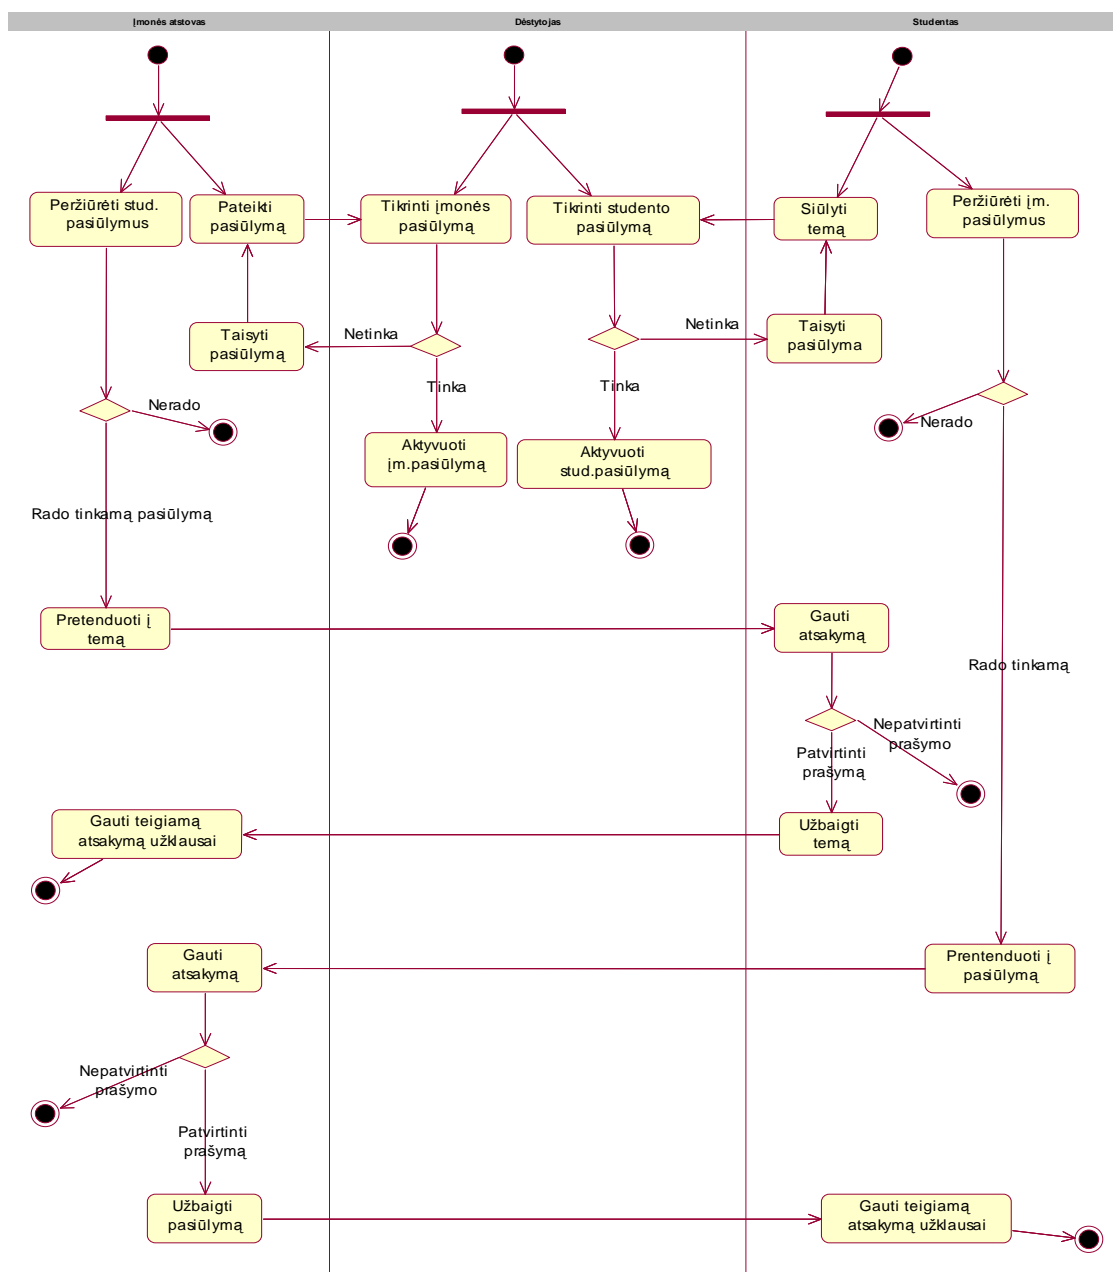 Įmonės atstovas
Dėstytojas
Studentas
Peržiūrėti stud.
pasiūlymus
Pateikti
pasiūlymą
Tikrinti įmonės
pasiūlymą
Tikrinti studento
pasiūlymą
Siūlyti
temą
Peržiūrėti įm.
pasiūlymus
Taisyti
pasiūlymą
Netinka
Netinka
Taisyti
pasiūlyma
Tinka
Tinka
Nerado
Nerado
Aktyvuoti
įm.pasiūlymą
Aktyvuoti
stud.pasiūlymą
Rado tinkamą pasiūlymą
Pretenduoti į
temą
Gauti
atsakymą
Rado tinkamą
Nepatvirtinti
prašymo
Patvirtinti
prašymą
Gauti teigiamą
atsakymą užklausai
Užbaigti
temą
Gauti
atsakymą
Prentenduoti į
pasiūlymą
Nepatvirtinti
prašymo
Patvirtinti
prašymą
Užbaigti
pasiūlymą
Gauti teigiamą
atsakymą užklausai